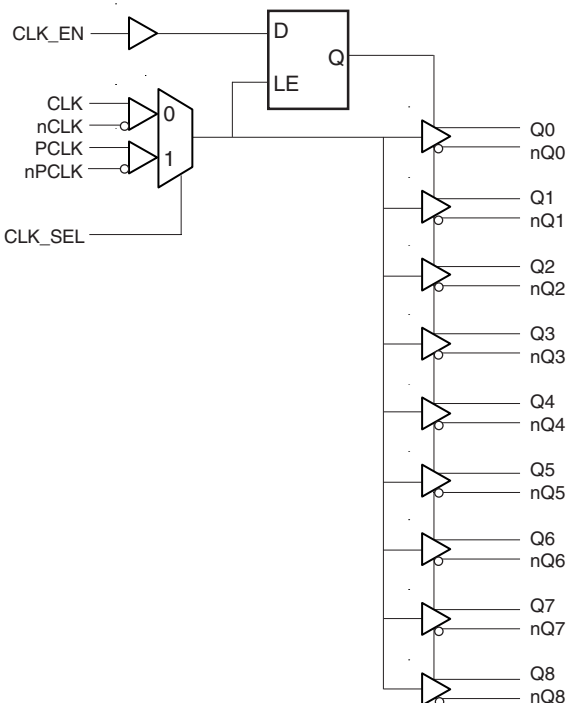 CLK_EN
D
Q
LE
CLK
nCLK
PCLK
nPCLK
0
1
CLK_SEL
Q0
nQ0
Q1
nQ1
Q2
nQ2
Q3
nQ3
Q4
nQ4
Q5
nQ5
Q6
nQ6
Q7
nQ7
Q8
nQ8